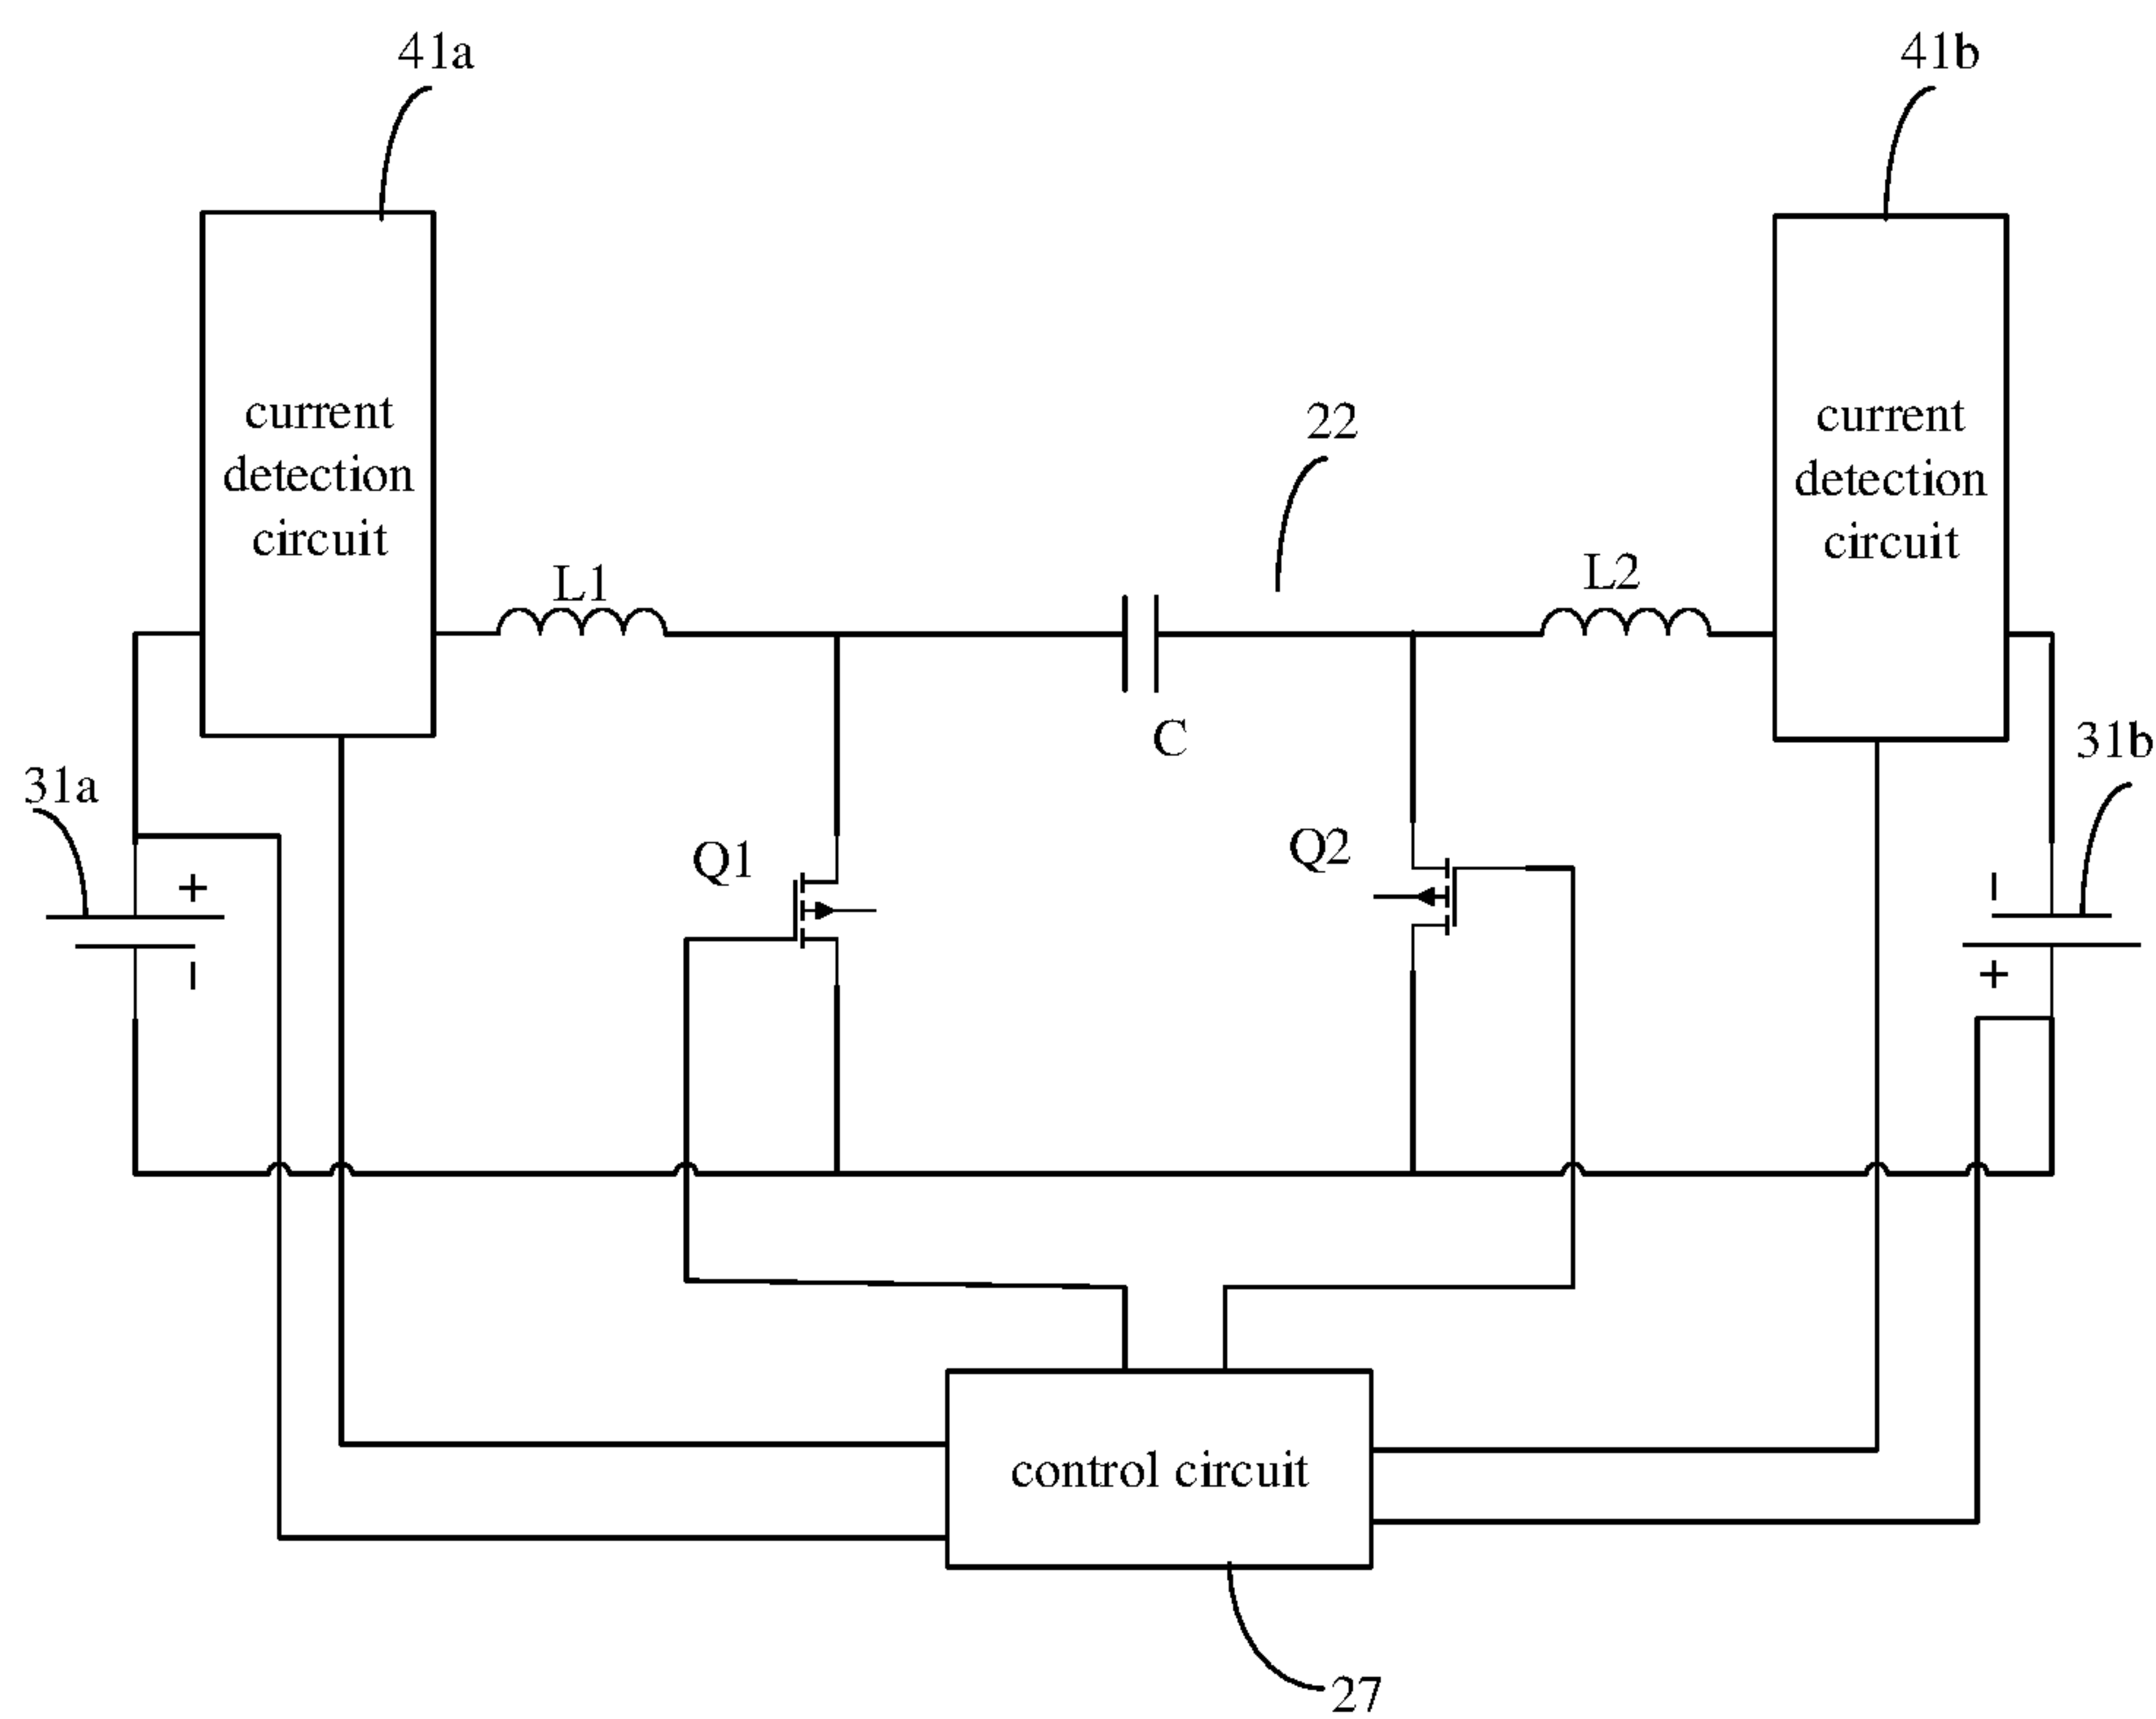 41a
41b
current
detection
circuit
current
detection
circuit
22
L1
L2
C
31a
31b
Q1
Q2
+
−
−
+
control circuit
27